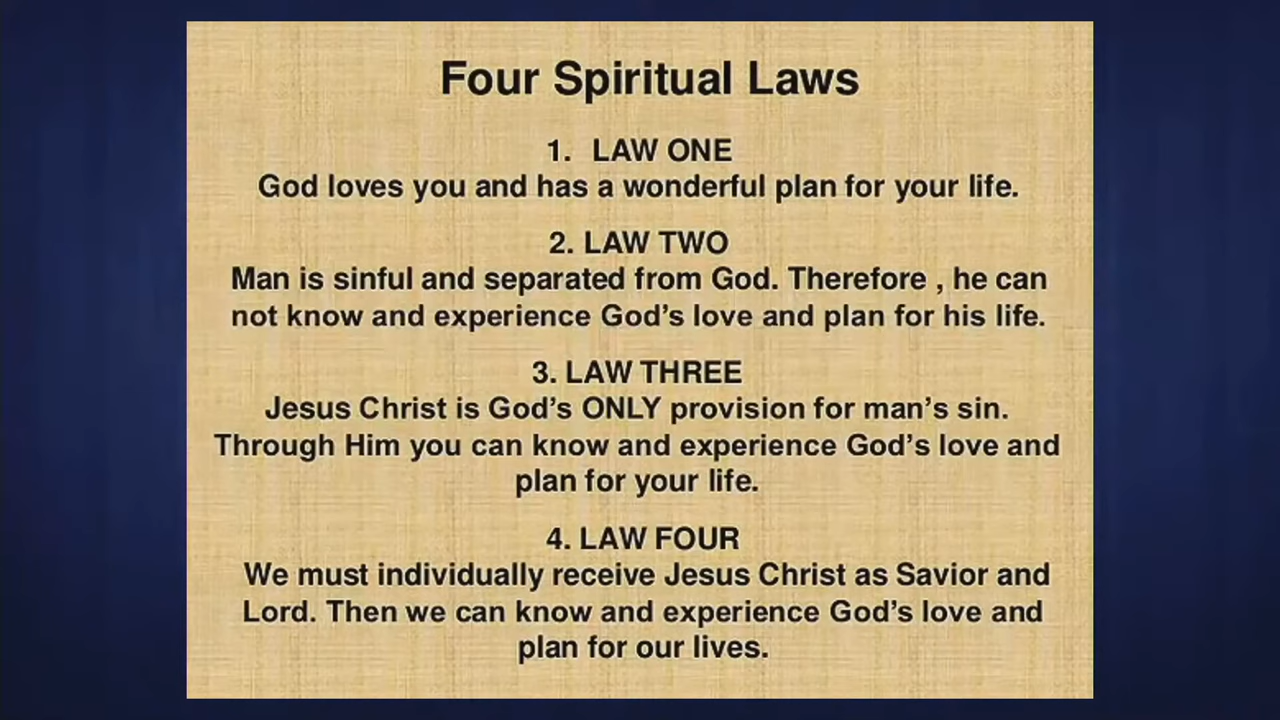 Four Spiritual Laws
1. LAW ONE
God loves you and has a wonderful plan for your life.
2. LAW TWO
Man is sinful and separated from God. Therefore , he can
not know and experience God’s love and plan for his life.
3. LAW THREE
Jesus Christ is God’s ONLY provision for man’s sin.
Through Him you can know and experience God’s love and
plan for your life.
4. LAW FOUR
We must individually receive Jesus Christ as Savior and
Lord. Then we can know and experience God’s love and
plan for our lives.